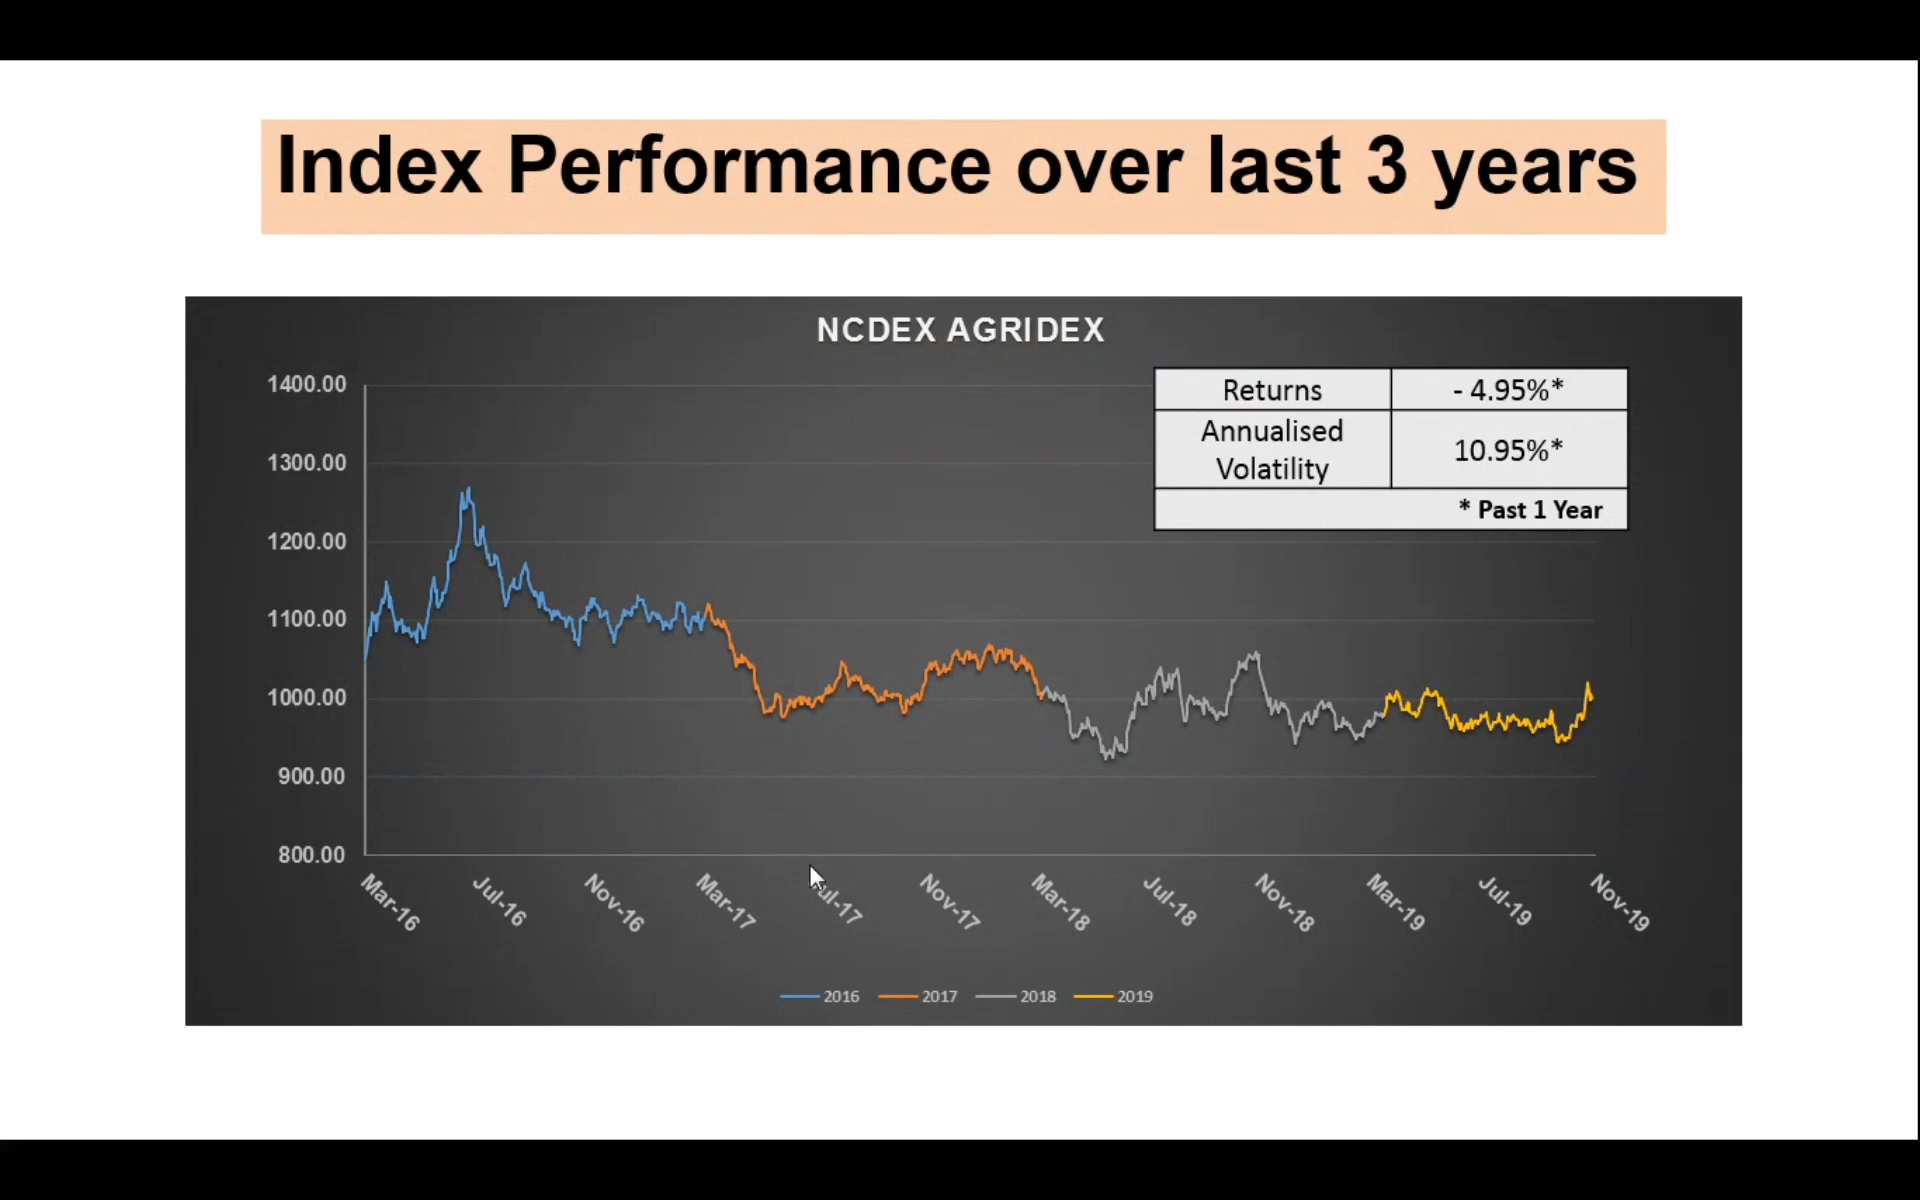 Index Performance over last 3 years
NCDEX AGRIDEX
Returns - 4.95%*
Annualised
Volatility 10.95%*
* Past 1 Year
1400.00
1300.00
1200.00
1100.00
1000.00
900.00
800.00
Mar-16 Jul-16 Nov-16 Mar-17 Jul-17 Nov-17 Mar-18 Jul-18 Nov-18 Mar-19 Jul-19 Nov-19
2016 2017 2018 2019